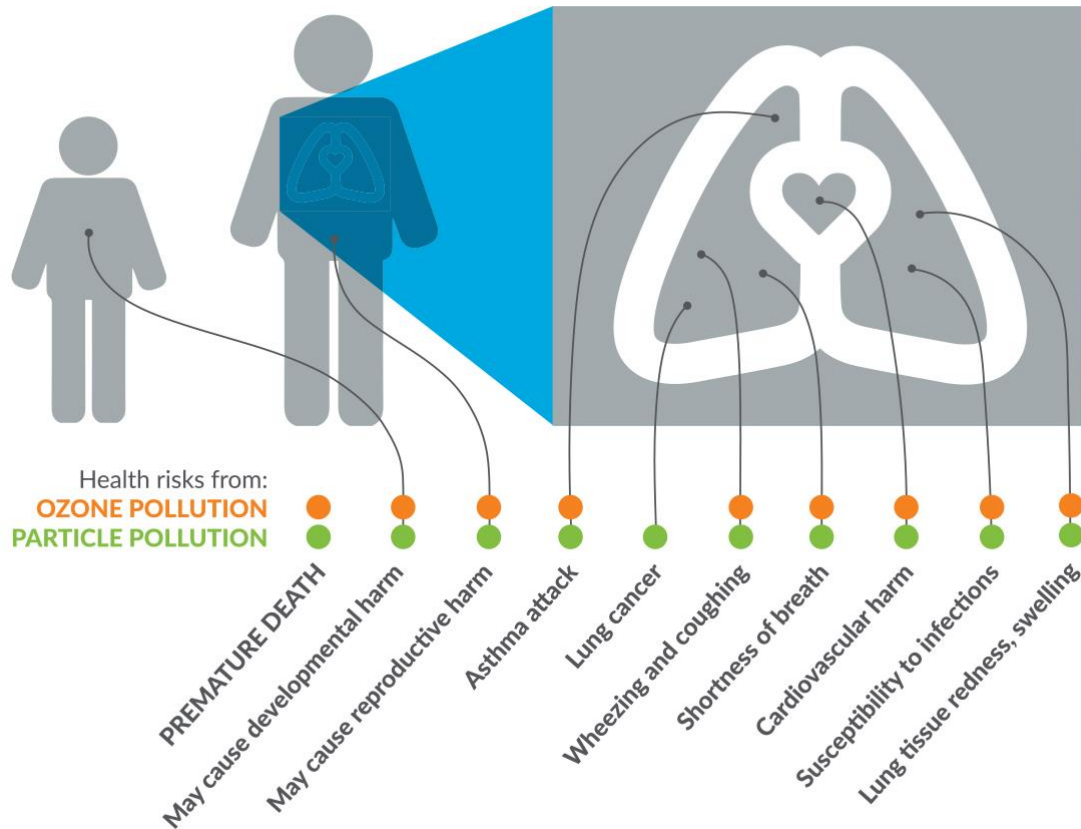 Health risks from:
OZONE POLLUTION
PARTICLE POLLUTION
PREMATURE DEATH
May cause developmental harm
May cause reproductive harm
Asthma attack
Lung cancer
Wheezing and coughing
Shortness of breath
Cardiovascular harm
Susceptibility to infections
Lung tissue redness, swelling